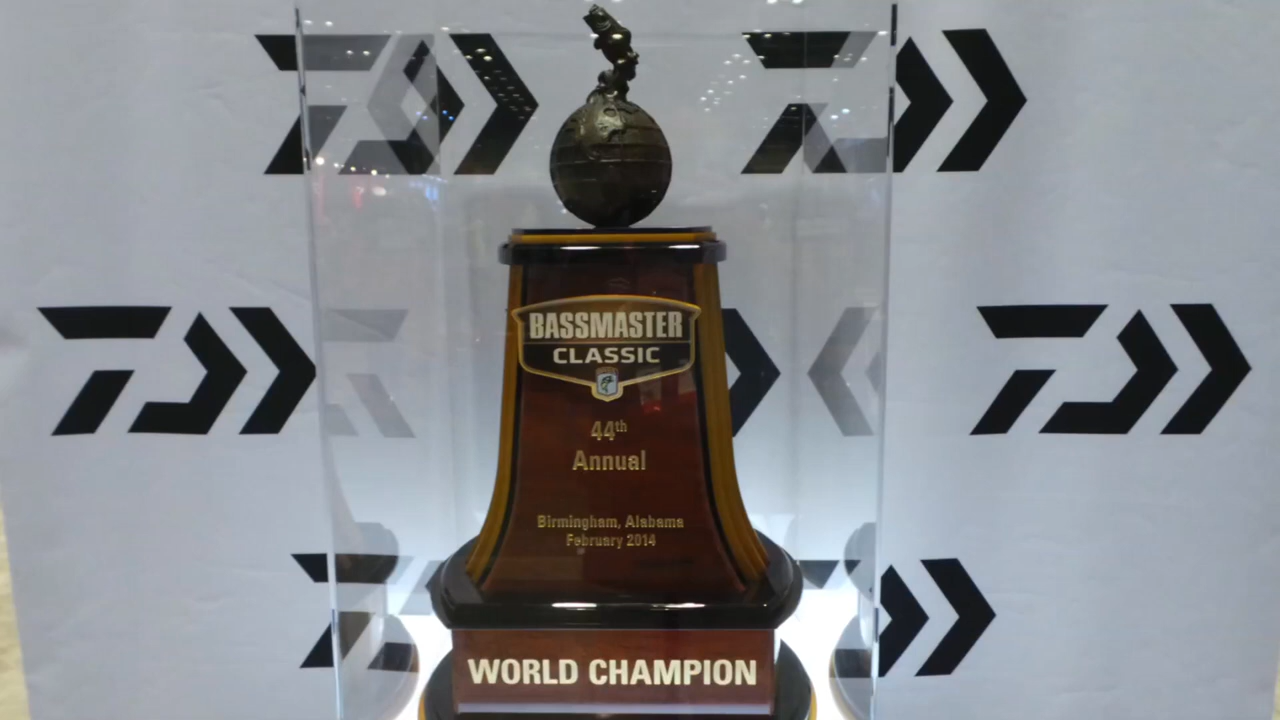 BASSMASTER
CLASSIC
44th
Annual
Birmingham, Alabama
February 2014
WORLD CHAMPION